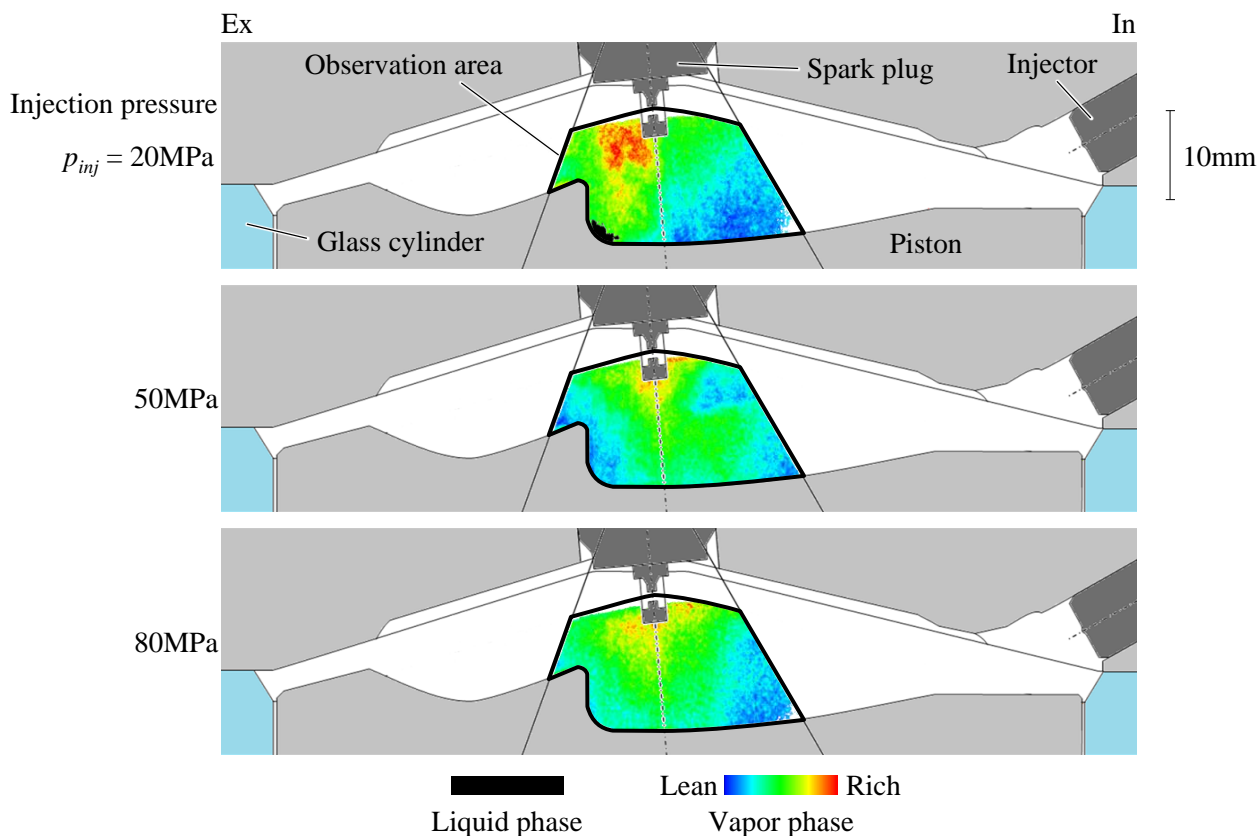 Ex
In
Observation area
Spark plug
Injector
Injection pressure
p_inj = 20MPa
10mm
Glass cylinder
Piston
50MPa
80MPa
Lean
Rich
Liquid phase
Vapor phase